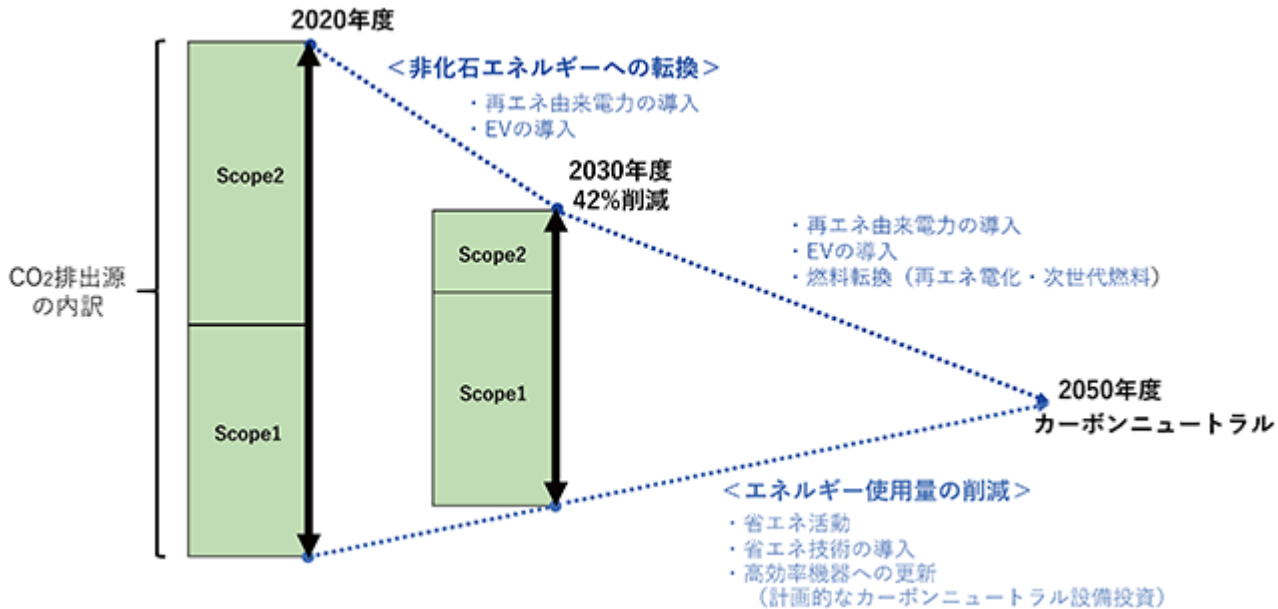 2020年度
＜非化石エネルギーへの転換＞
・再エネ由来電力の導入
・EVの導入
Scope2
2030年度
42%削減
・再エネ由来電力の導入
・EVの導入
・燃料転換（再エネ電化・次世代燃料）
Scope2
CO2排出源
の内訳
Scope1
Scope1
2050年度
カーボンニュートラル
＜エネルギー使用量の削減＞
・省エネ活動
・省エネ技術の導入
・高効率機器への更新
（計画的なカーボンニュートラル設備投資）